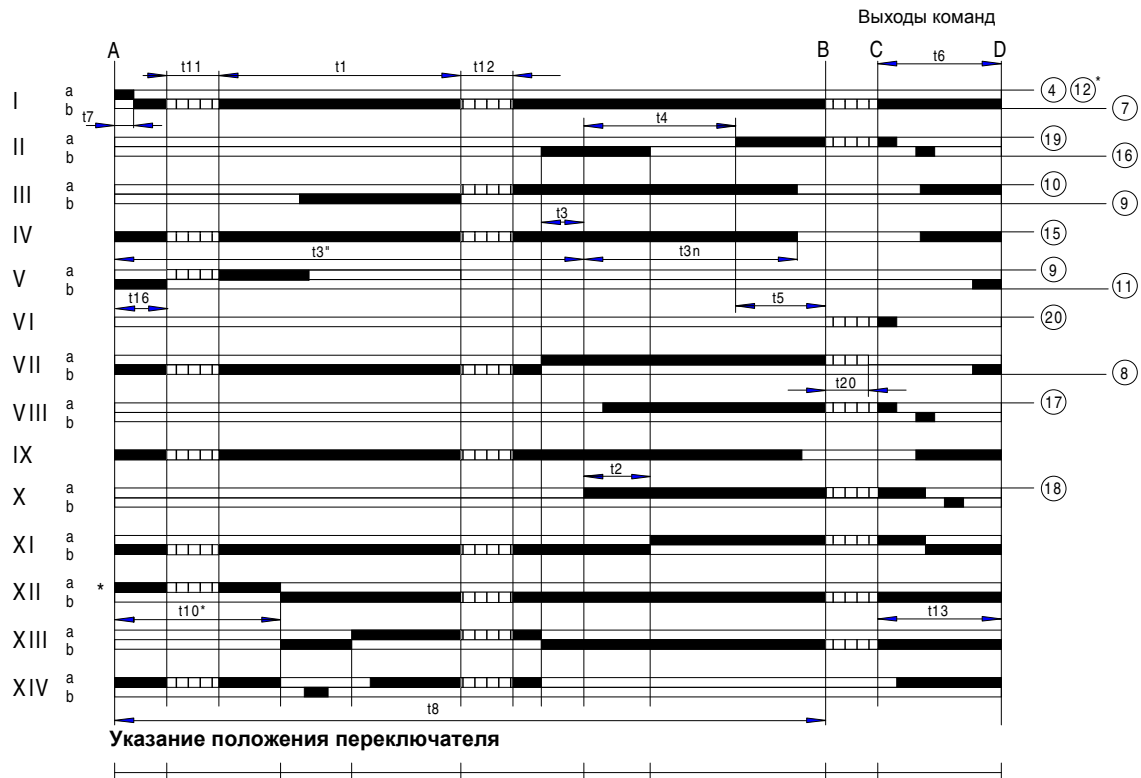 Выходы команд
A B C D
t11 t1 t12 t6
I a b 4 12* 7
t7 t4
II a b 19 16
III a b 10 9
t3
IV 15
t3" t3n
V a b 9 11
t16 t5
VI 20
VII a b 8
t20
VIII a b 17
IX
t2
X a b 18
XI a b
XII a b *
t10* t13
XIII a b
XIV a b
t8
Указание положения переключателя